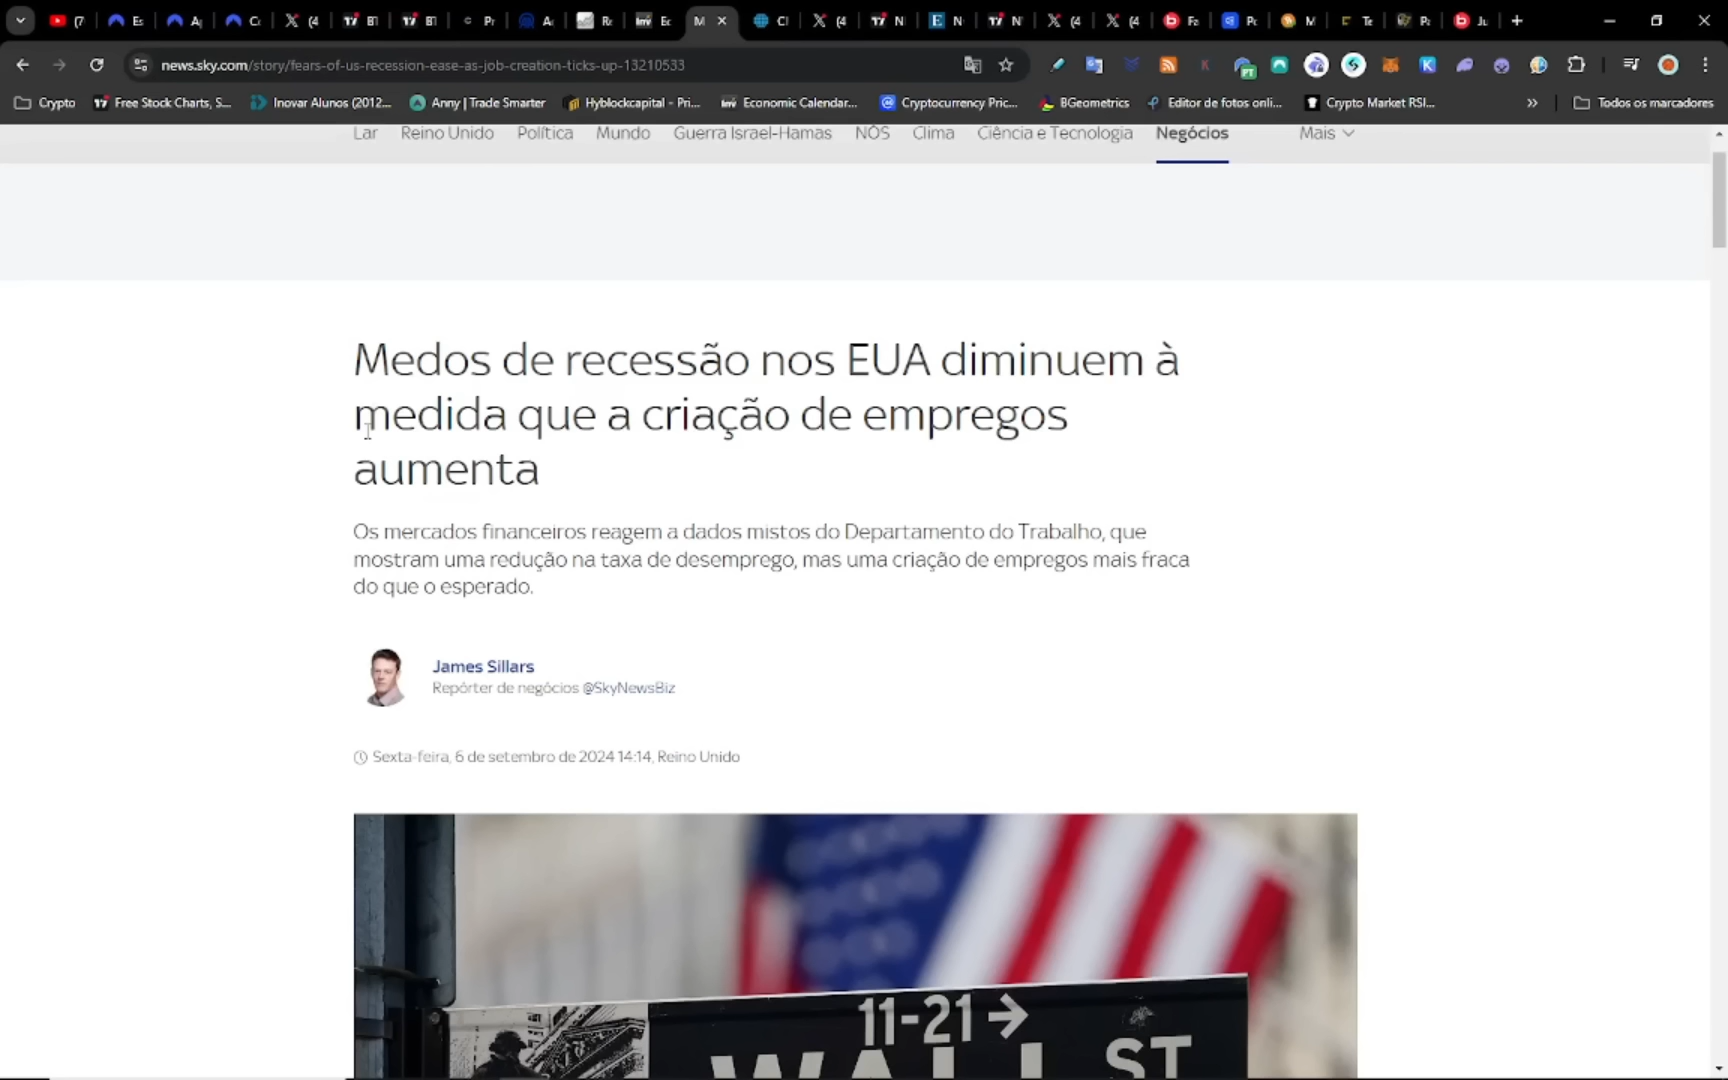 news.sky.com/story/fears-of-us-recession-ease-as-job-creation-ticks-up-13210533
Crypto
Free Stock Charts, S...
Inovar Alunos (2012...
Anny | Trade Smarter
Hyblockcapital - Pri...
Economic Calendar...
Cryptocurrency Pric...
BGeometrics
Editor de fotos onli...
Crypto Market RSI...
Todos os marcadores
Lar Reino Unido Política Mundo Guerra Israel-Hamas NÓS Clima Ciência e Tecnologia Negócios Mais
Medos de recessão nos EUA diminuem à
medida que a criação de empregos
aumenta
Os mercados financeiros reagem a dados mistos do Departamento do Trabalho, que
mostram uma redução na taxa de desemprego, mas uma criação de empregos mais fraca
do que o esperado.
James Sillars
Repórter de negócios @SkyNewsBiz
Sexta-feira, 6 de setembro de 2024 14:14, Reino Unido
11-21
WALL ST